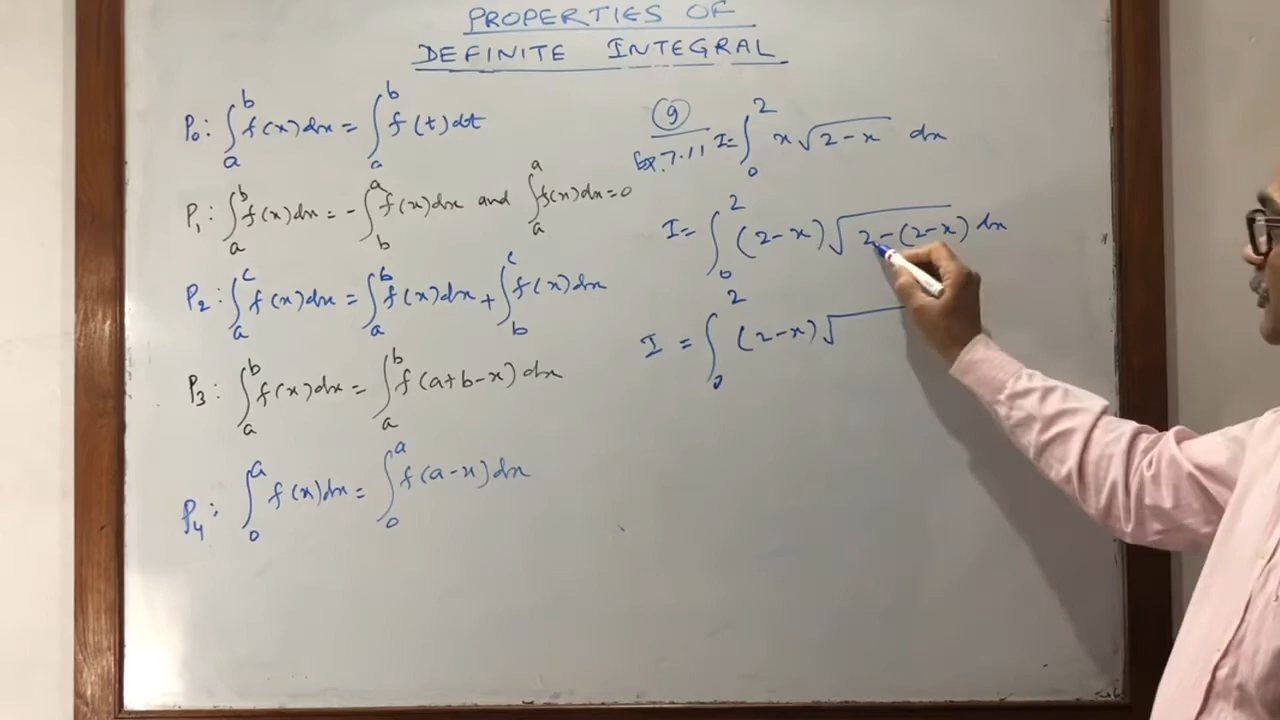 PROPERTIES OF
DEFINITE INTEGRAL
P₀: ∫ₐᵇ f(x)dx = ∫ₐᵇ f(t)dt
P₁: ∫ₐᵇ f(x)dx = -∫ᵇₐ f(x)dx and ∫ₐᵃ f(x)dx = 0
P₂: ∫ₐᶜ f(x)dx = ∫ₐᵇ f(x)dx + ∫_b^c f(x)dx
P₃: ∫ₐᵇ f(x)dx = ∫ₐᵇ f(a+b-x)dx
P₄: ∫₀ᵃ f(x)dx = ∫₀ᵃ f(a-x)dx
9
Ex 7.11 I = ∫₀² x√(2-x) dx
I = ∫₀² (2-x)√(2-(2-x)) dx
I = ∫₀² (2-x)√